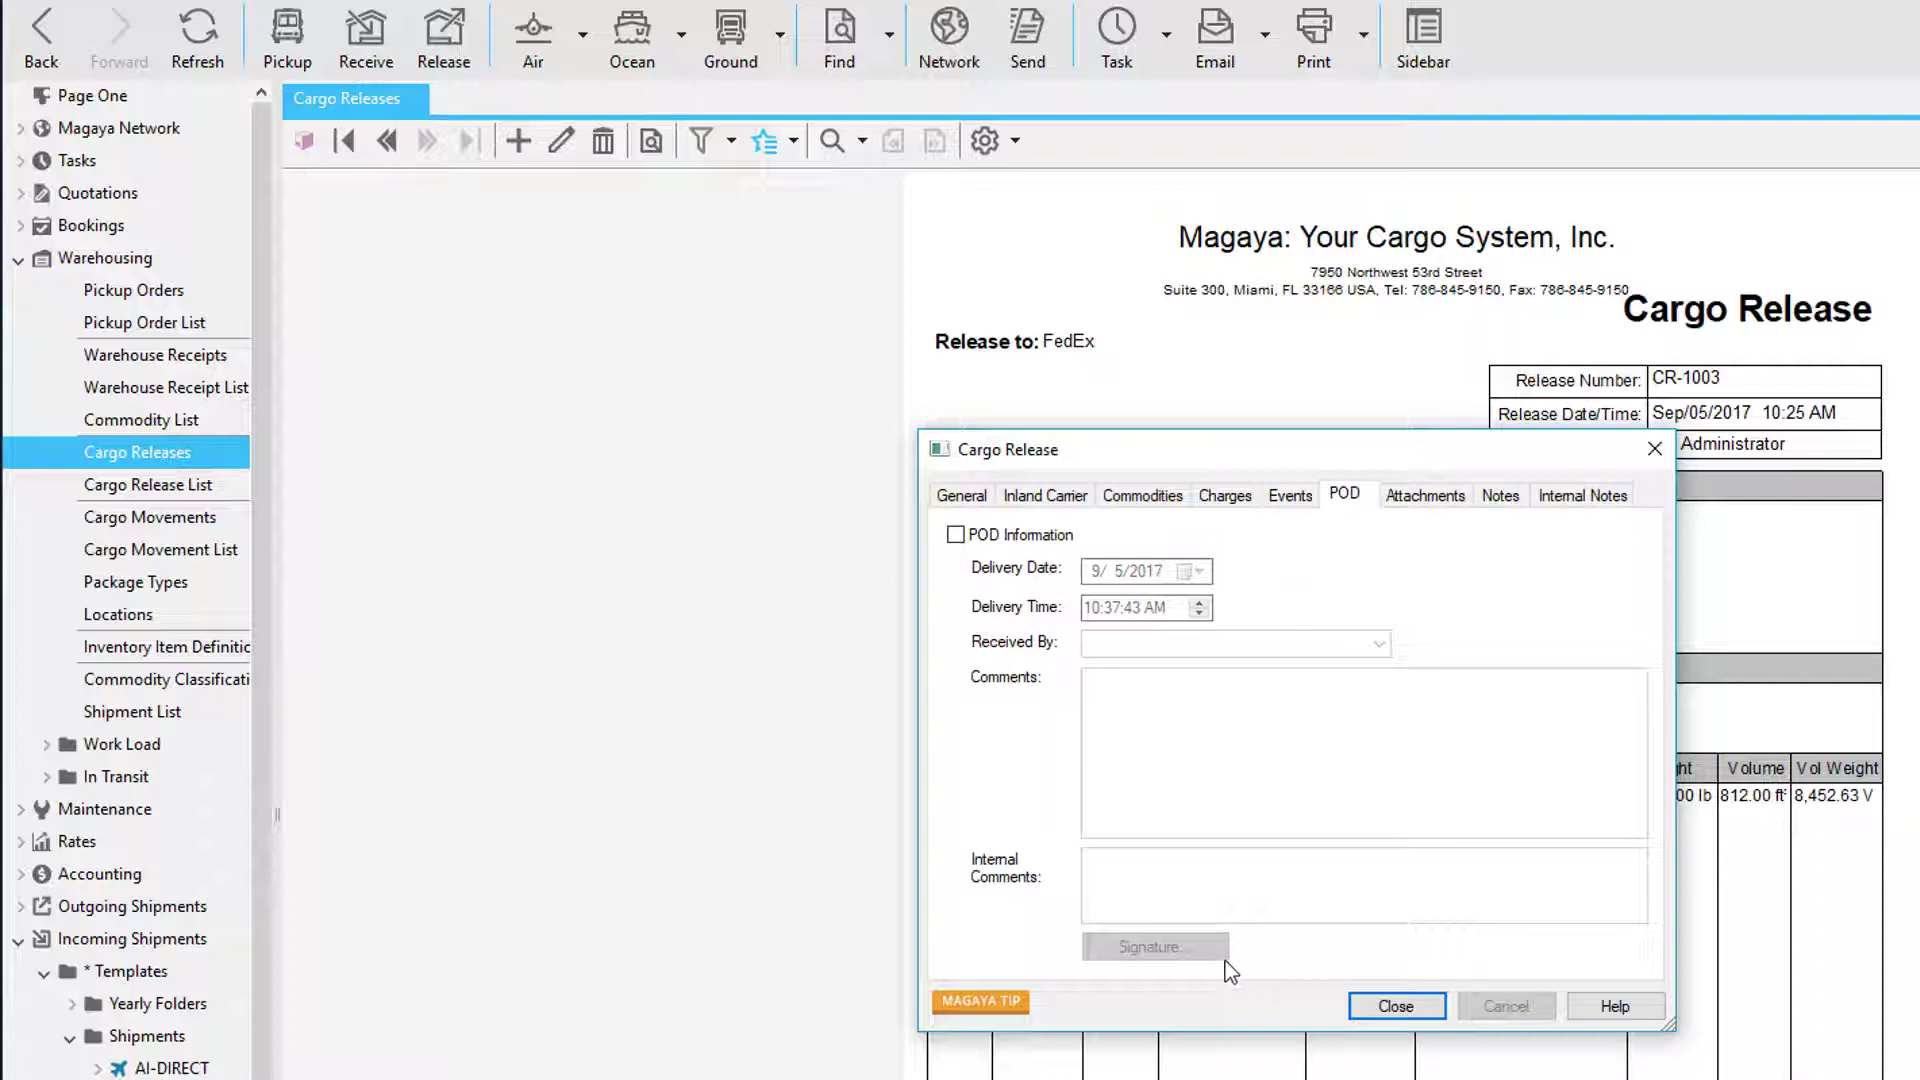 Back
Forward
Refresh
Pickup
Receive
Release
Air
Ocean
Ground
Find
Network
Send
Task
Email
Print
Sidebar
Page One
Magaya Network
Tasks
Quotations
Bookings
Warehousing
Pickup Orders
Pickup Order List
Warehouse Receipts
Warehouse Receipt List
Commodity List
Cargo Releases
Cargo Release List
Cargo Movements
Cargo Movement List
Package Types
Locations
Inventory Item Definitic
Commodity Classificati
Shipment List
Work Load
In Transit
Maintenance
Rates
Accounting
Outgoing Shipments
Incoming Shipments
* Templates
Yearly Folders
Shipments
AI-DIRECT
Cargo Releases
Magaya: Your Cargo System, Inc.
7950 Northwest 53rd Street
Suite 300, Miami, FL 33166 USA, Tel: 786-845-9150, Fax: 786-845-9150
Cargo Release
Release to: FedEx
Release Number: CR-1003
Release Date/Time: Sep/05/2017 10:25 AM
Administrator
Cargo Release
General Inland Carrier Commodities Charges Events POD Attachments Notes Internal Notes
POD Information
Delivery Date: 9/ 5/2017
Delivery Time: 10:37:43 AM
Received By:
Comments:
Internal
Comments:
Signature...
MAGAYA TIP
Close
Cancel
Help
ht Volume Vol Weight
00 lb 812.00 ft³ 8,452.63 V